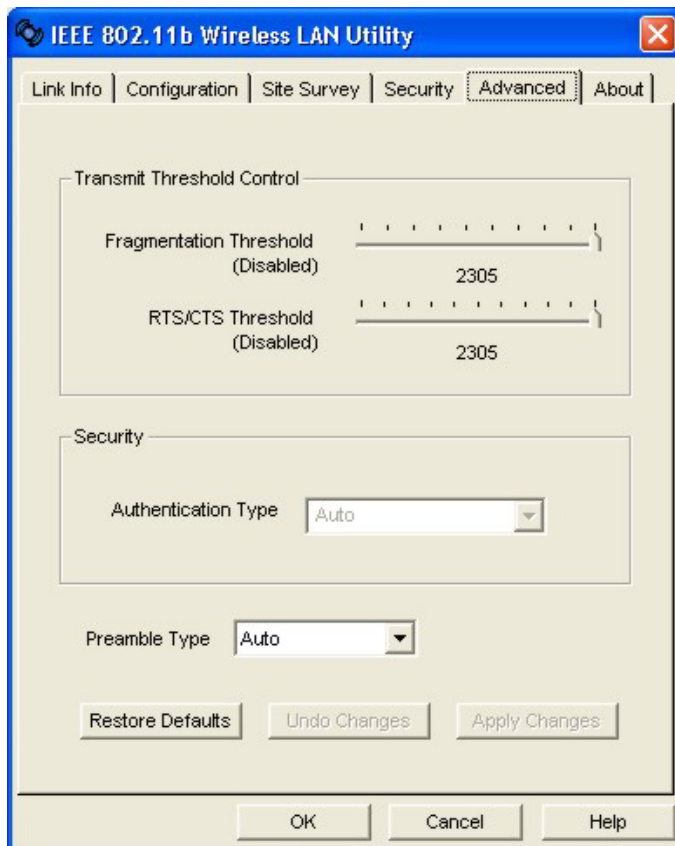 IEEE 802.11b Wireless LAN Utility
Link Info Configuration Site Survey Security Advanced About
Transmit Threshold Control
Fragmentation Threshold
(Disabled)
2305
RTS/CTS Threshold
(Disabled)
2305
Security
Authentication Type Auto
Preamble Type Auto
Restore Defaults Undo Changes Apply Changes
OK Cancel Help